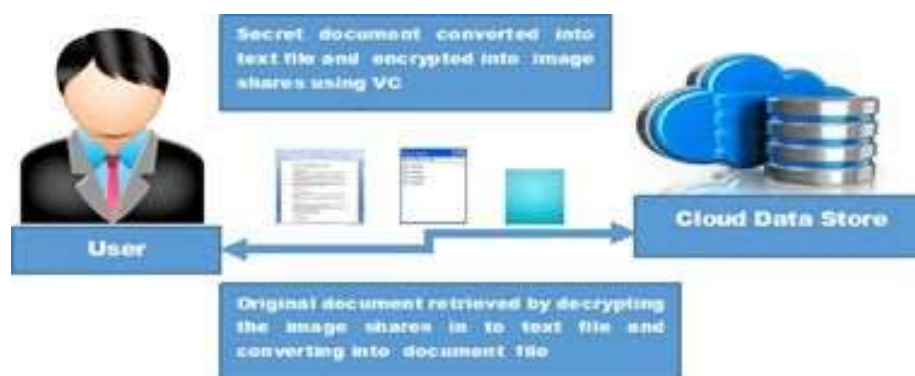 Secret document converted into
text file and encrypted into image
shares using VC
User
Cloud Data Store
Original document retrieved by decrypting
the image shares in to text file and
converting into document file